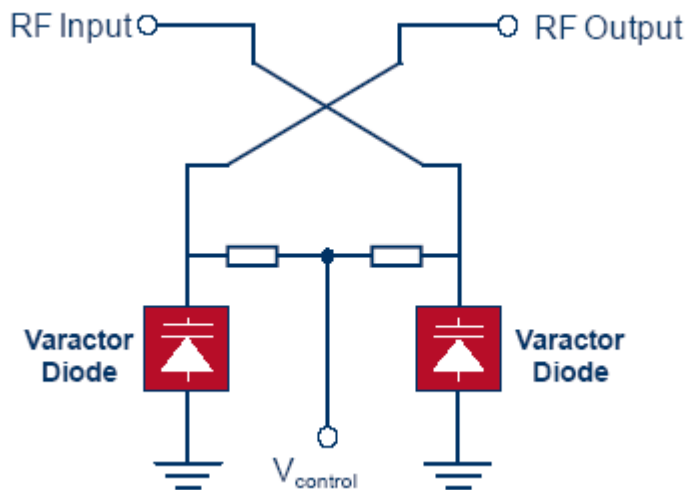 RF Input
RF Output
Varactor
Diode
Varactor
Diode
Vcontrol